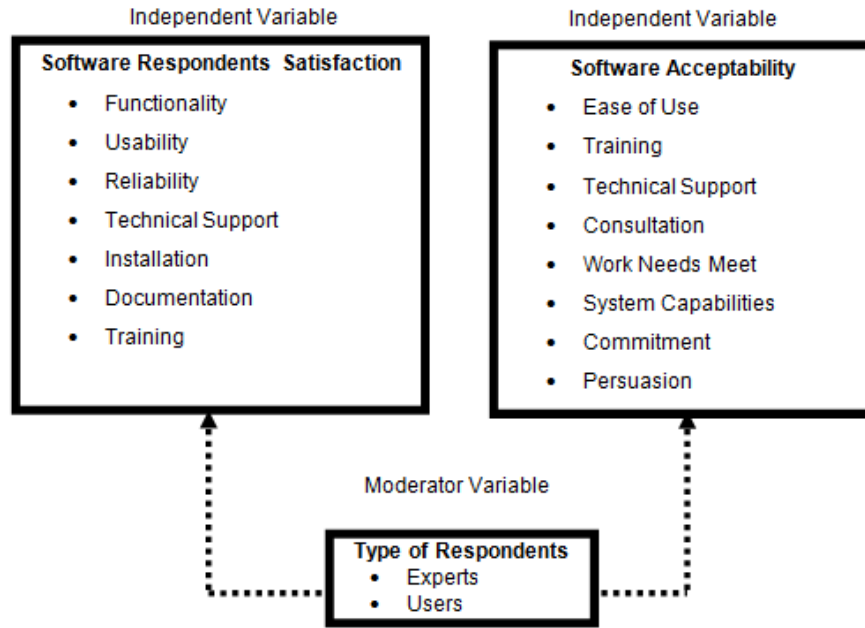 Independent Variable
Software Respondents Satisfaction
• Functionality
• Usability
• Reliability
• Technical Support
• Installation
• Documentation
• Training
Independent Variable
Software Acceptability
• Ease of Use
• Training
• Technical Support
• Consultation
• Work Needs Meet
• System Capabilities
• Commitment
• Persuasion
Moderator Variable
Type of Respondents
• Experts
• Users